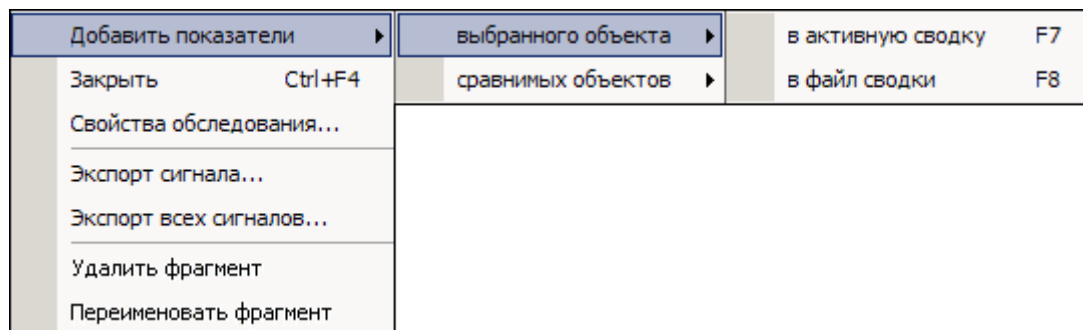 Добавить показатели выбранного объекта в активную сводку F7
Закрыть Ctrl+F4 сравнимых объектов в файл сводки F8
Свойства обследования...
Экспорт сигнала...
Экспорт всех сигналов...
Удалить фрагмент
Переименовать фрагмент